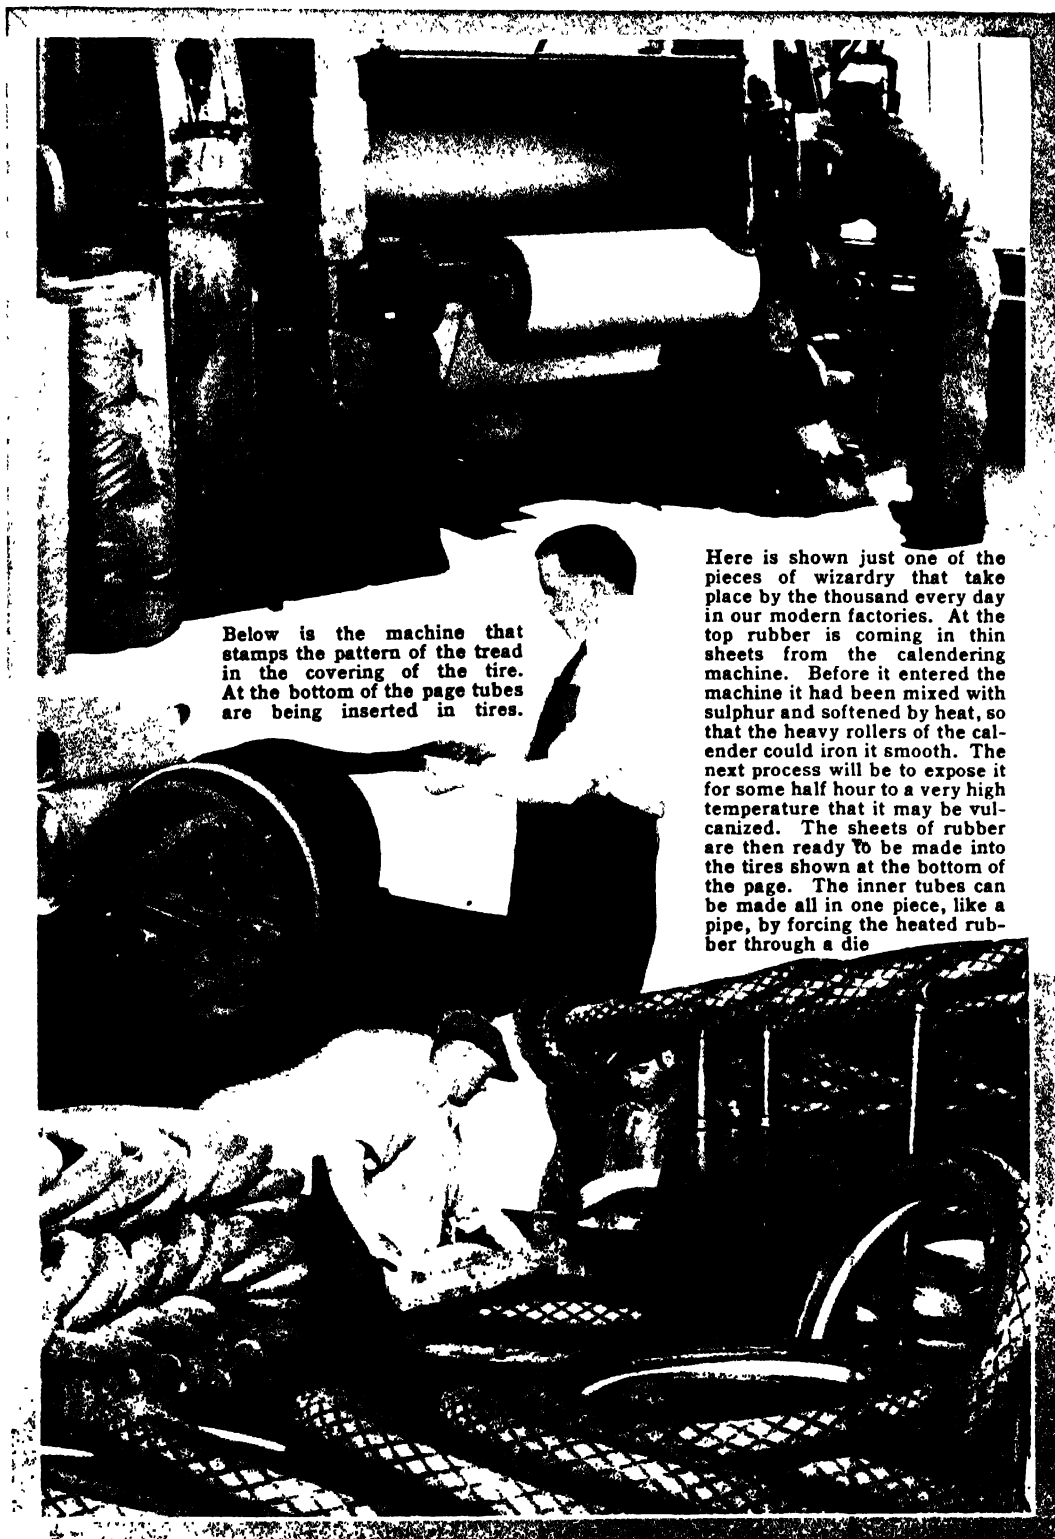 Below is the machine that
stamps the pattern of the tread
in the covering of the tire.
At the bottom of the page tubes
are being inserted in tires.
Here is shown just one of the
pieces of wizardry that take
place by the thousand every day
in our modern factories. At the
top rubber is coming in thin
sheets from the calendering
machine. Before it entered the
machine it had been mixed with
sulphur and softened by heat, so
that the heavy rollers of the cal-
ender could iron it smooth. The
next process will be to expose it
for some half hour to a very high
temperature that it may be vul-
canized. The sheets of rubber
are then ready to be made into
the tires shown at the bottom of
the page. The inner tubes can
be made all in one piece, like a
pipe, by forcing the heated rub-
ber through a die